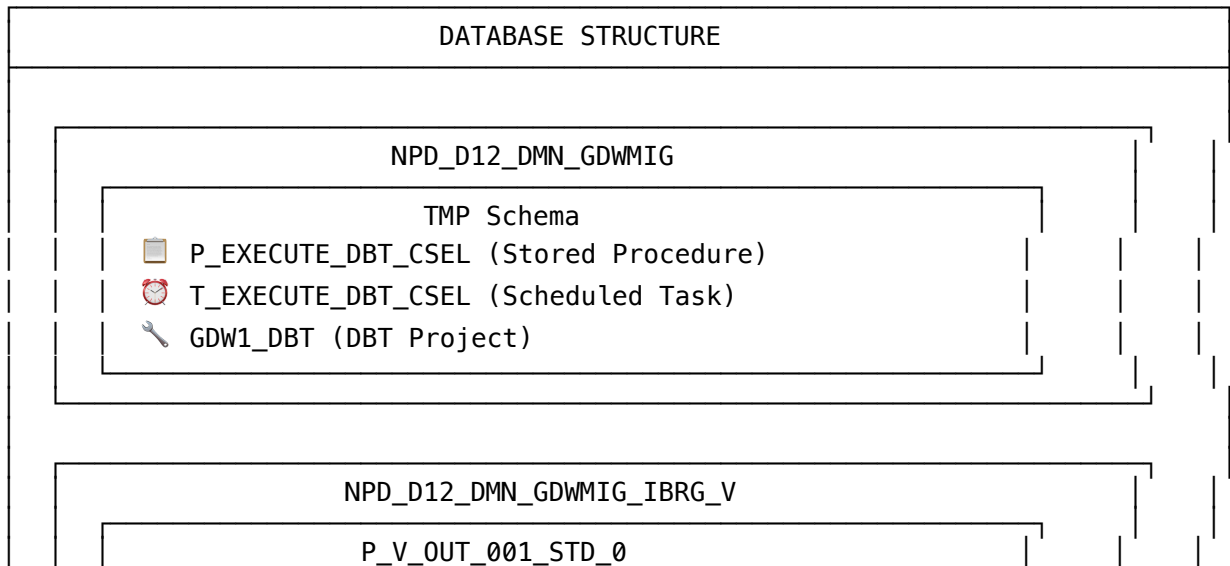 DATABASE STRUCTURE
NPD_D12_DMN_GDWMIG
TMP Schema
📋 P_EXECUTE_DBT_CSEL (Stored Procedure)
⏰ T_EXECUTE_DBT_CSEL (Scheduled Task)
🔧 GDW1_DBT (DBT Project)
NPD_D12_DMN_GDWMIG_IBRG_V
P_V_OUT_001_STD_0